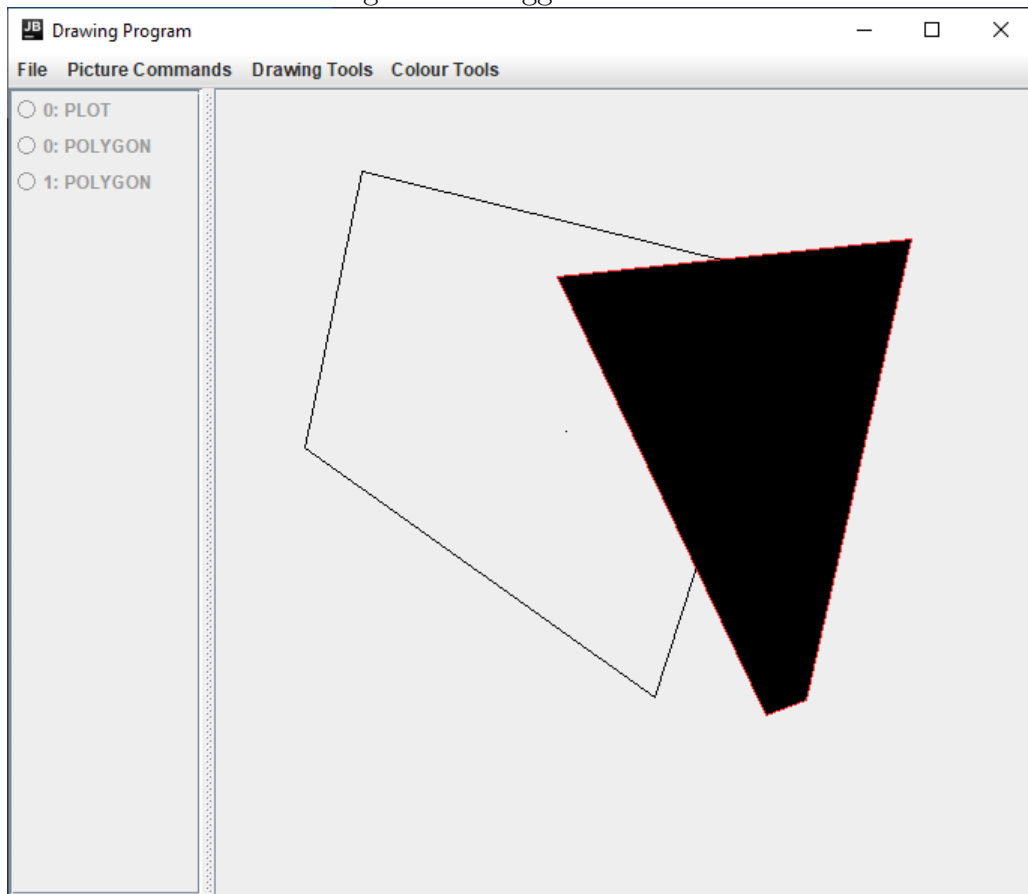 JB Drawing Program
File Picture Commands Drawing Tools Colour Tools
0: PLOT
0: POLYGON
1: POLYGON